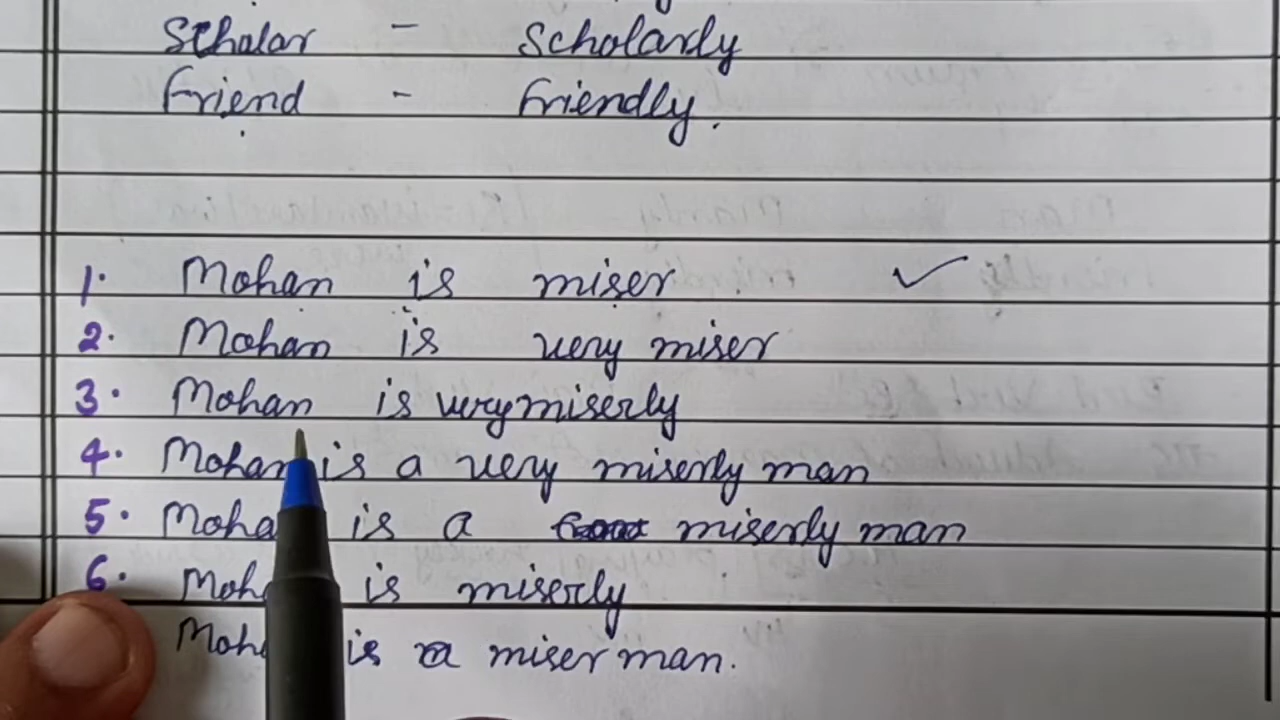 Scholar - Scholarly
Friend - Friendly.
1. Mohan is miser ✓
2. Mohan is very miser
3. Mohan is very miserly
4. Mohan is a very miserly man
5. Moha is a miserly man
6. Moh is miserly
Moh is a miser man.